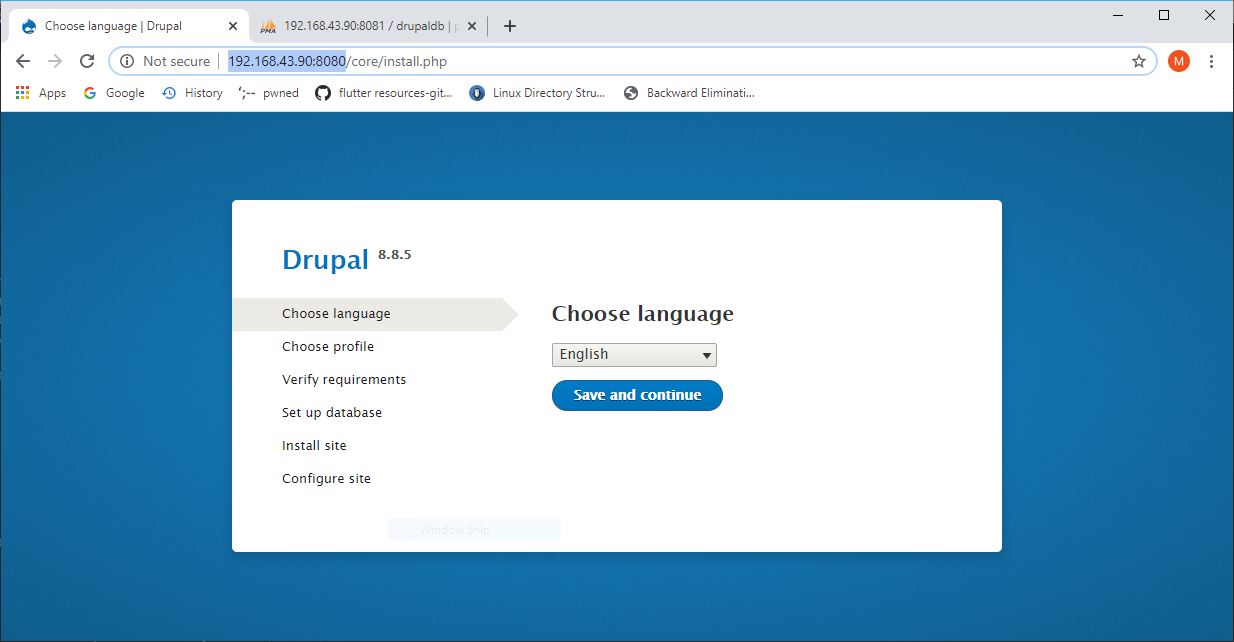 Choose language | Drupal
192.168.43.90:8081 / drupaldb |
Not secure | 192.168.43.90:8080/core/install.php
M
Apps Google History pwned flutter resources-git... Linux Directory Stru... Backward Eliminati...
Drupal 8.8.5
Choose language
Choose profile
Verify requirements
Set up database
Install site
Configure site
Choose language
English
Save and continue
Window Snip